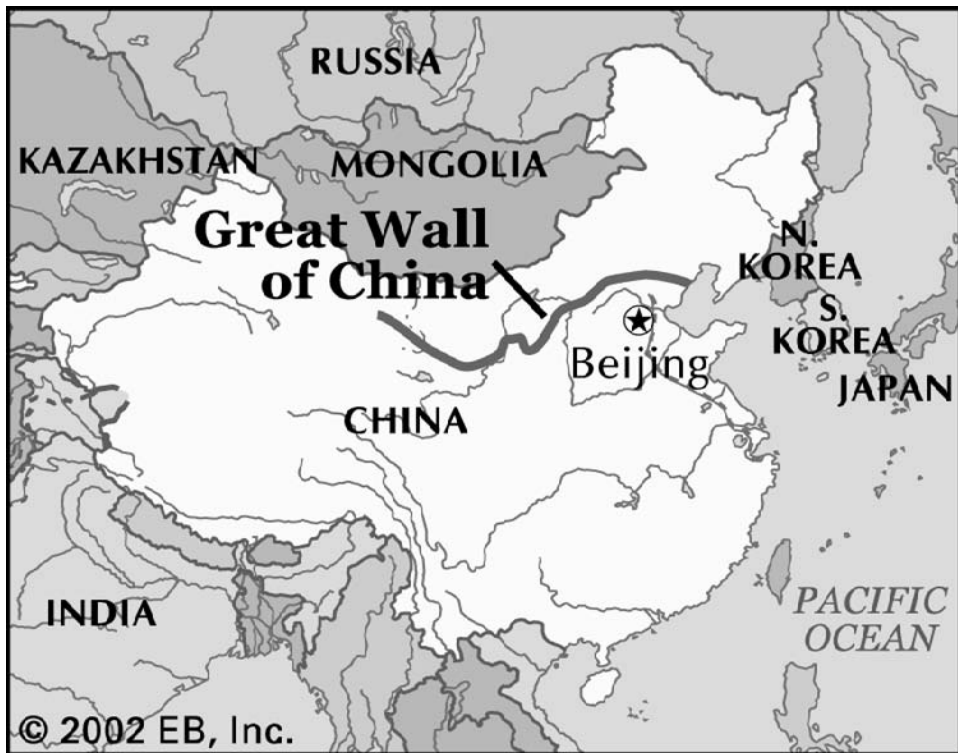 RUSSIA
KAZAKHSTAN
MONGOLIA
Great Wall
of China
N.
KOREA
S.
KOREA
Beijing
JAPAN
CHINA
INDIA
PACIFIC
OCEAN
© 2002 EB, Inc.